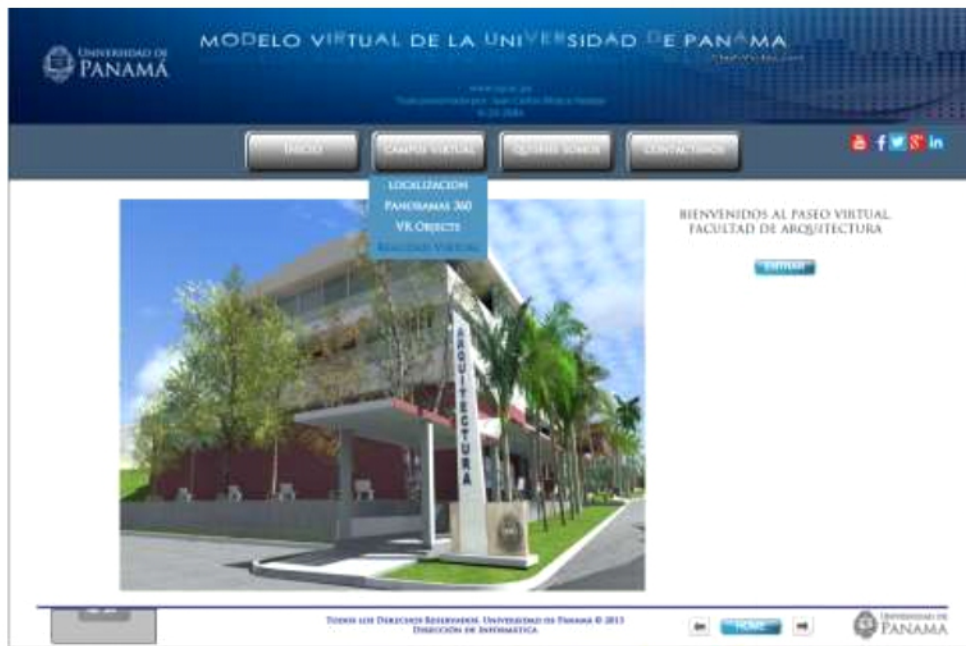 UNIVERSIDAD DE
PANAMÁ
MODELO VIRTUAL DE LA UNIVERSIDAD DE PANAMA
INICIO
CAMPUS VIRTUAL
QUIENES SOMOS
CONTACTENOS
LOCALIZACIÓN
PANORAMAS 360
VR OBJECTS
REALIDAD VIRTUAL
BIENVENIDOS AL PASEO VIRTUAL.
FACULTAD DE ARQUITECTURA
ENTRAR
ARQUITECTURA
TODOS LOS DERECHOS RESERVADOS. UNIVERSIDAD DE PANAMA © 2013
DIRECCIÓN DE INFORMATICA.
HOME
UNIVERSIDAD DE
PANAMÁ